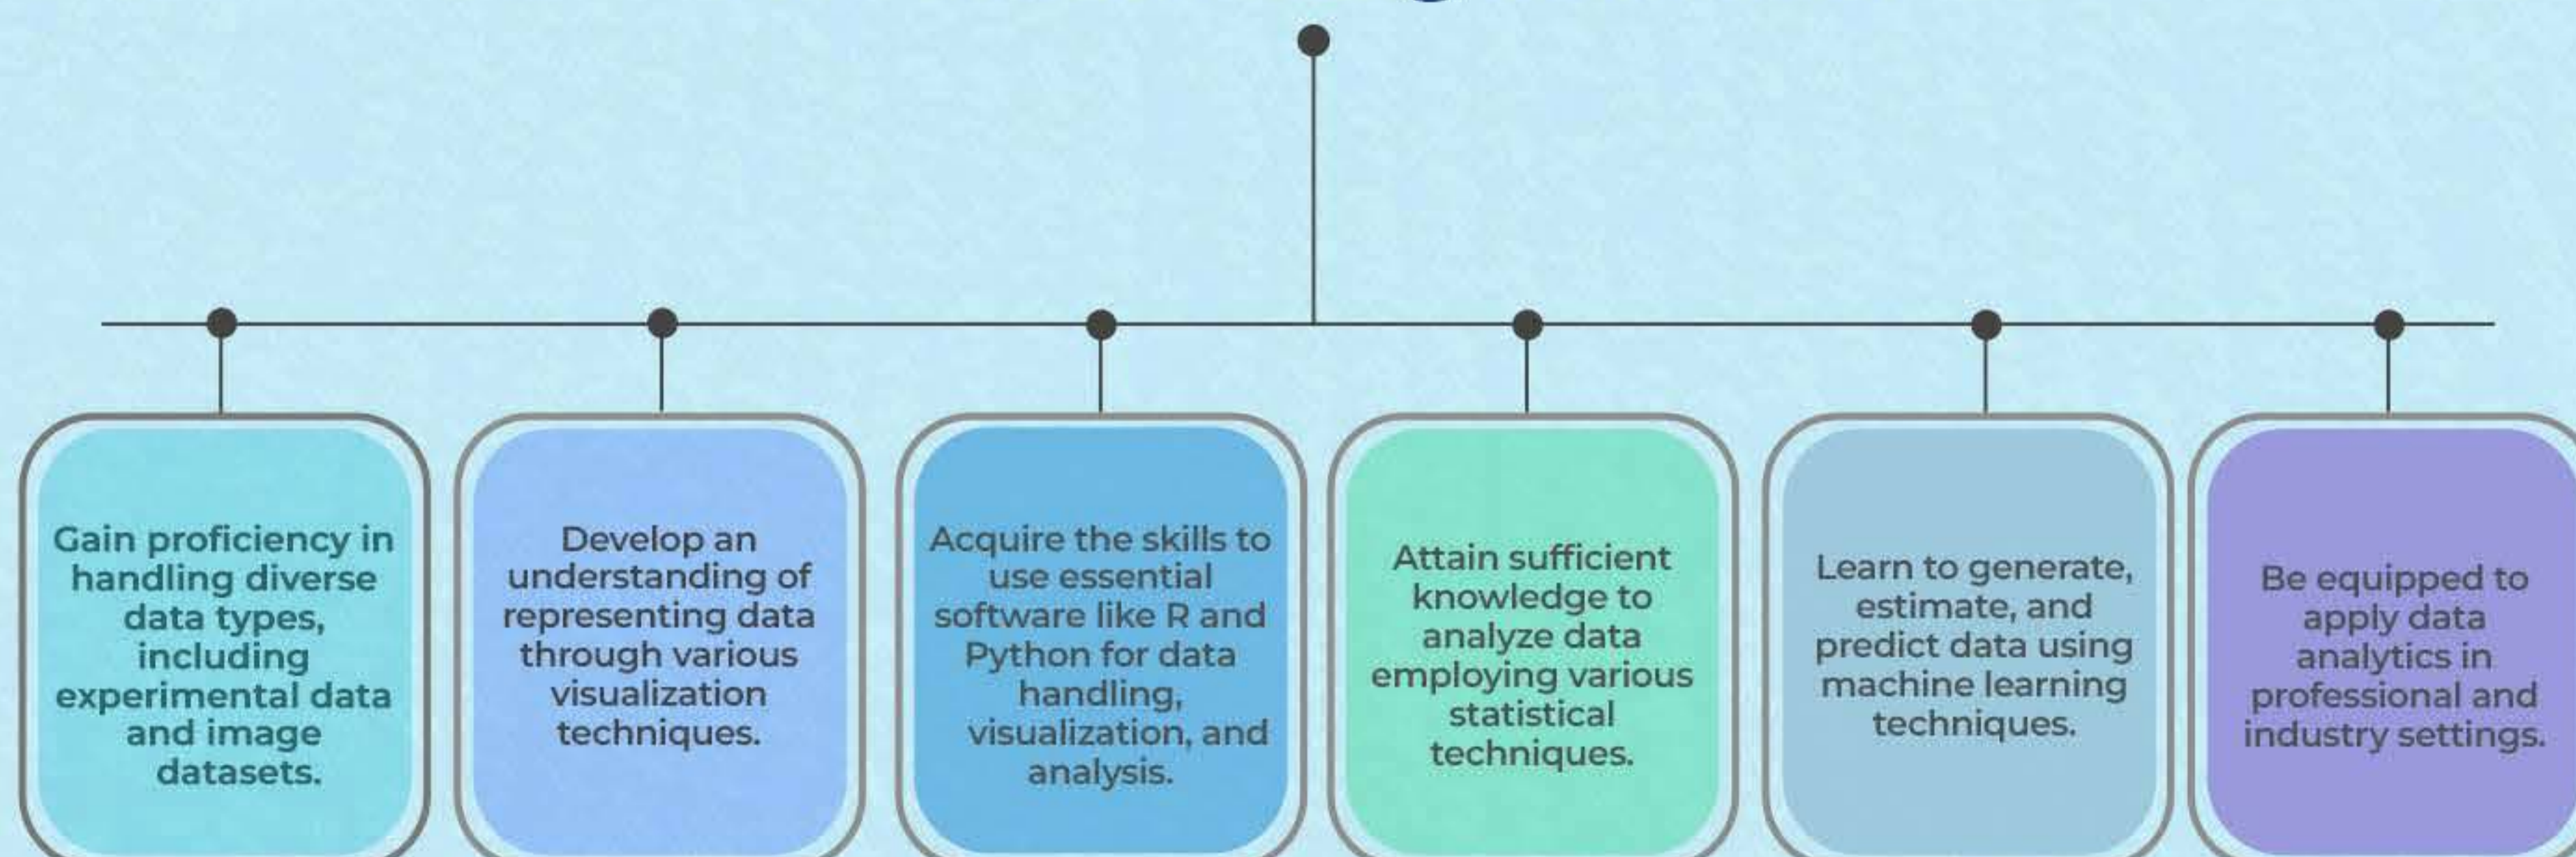 Gain proficiency in
handling diverse
data types,
including
experimental data
and image
datasets.
Develop an
understanding of
representing data
through various
visualization
techniques.
Acquire the skills to
use essential
software like R and
Python for data
handling,
visualization, and
analysis.
Attain sufficient
knowledge to
analyze data
employing various
statistical
techniques.
Learn to generate,
estimate, and
predict data using
machine learning
techniques.
Be equipped to
apply data
analytics in
professional and
industry settings.